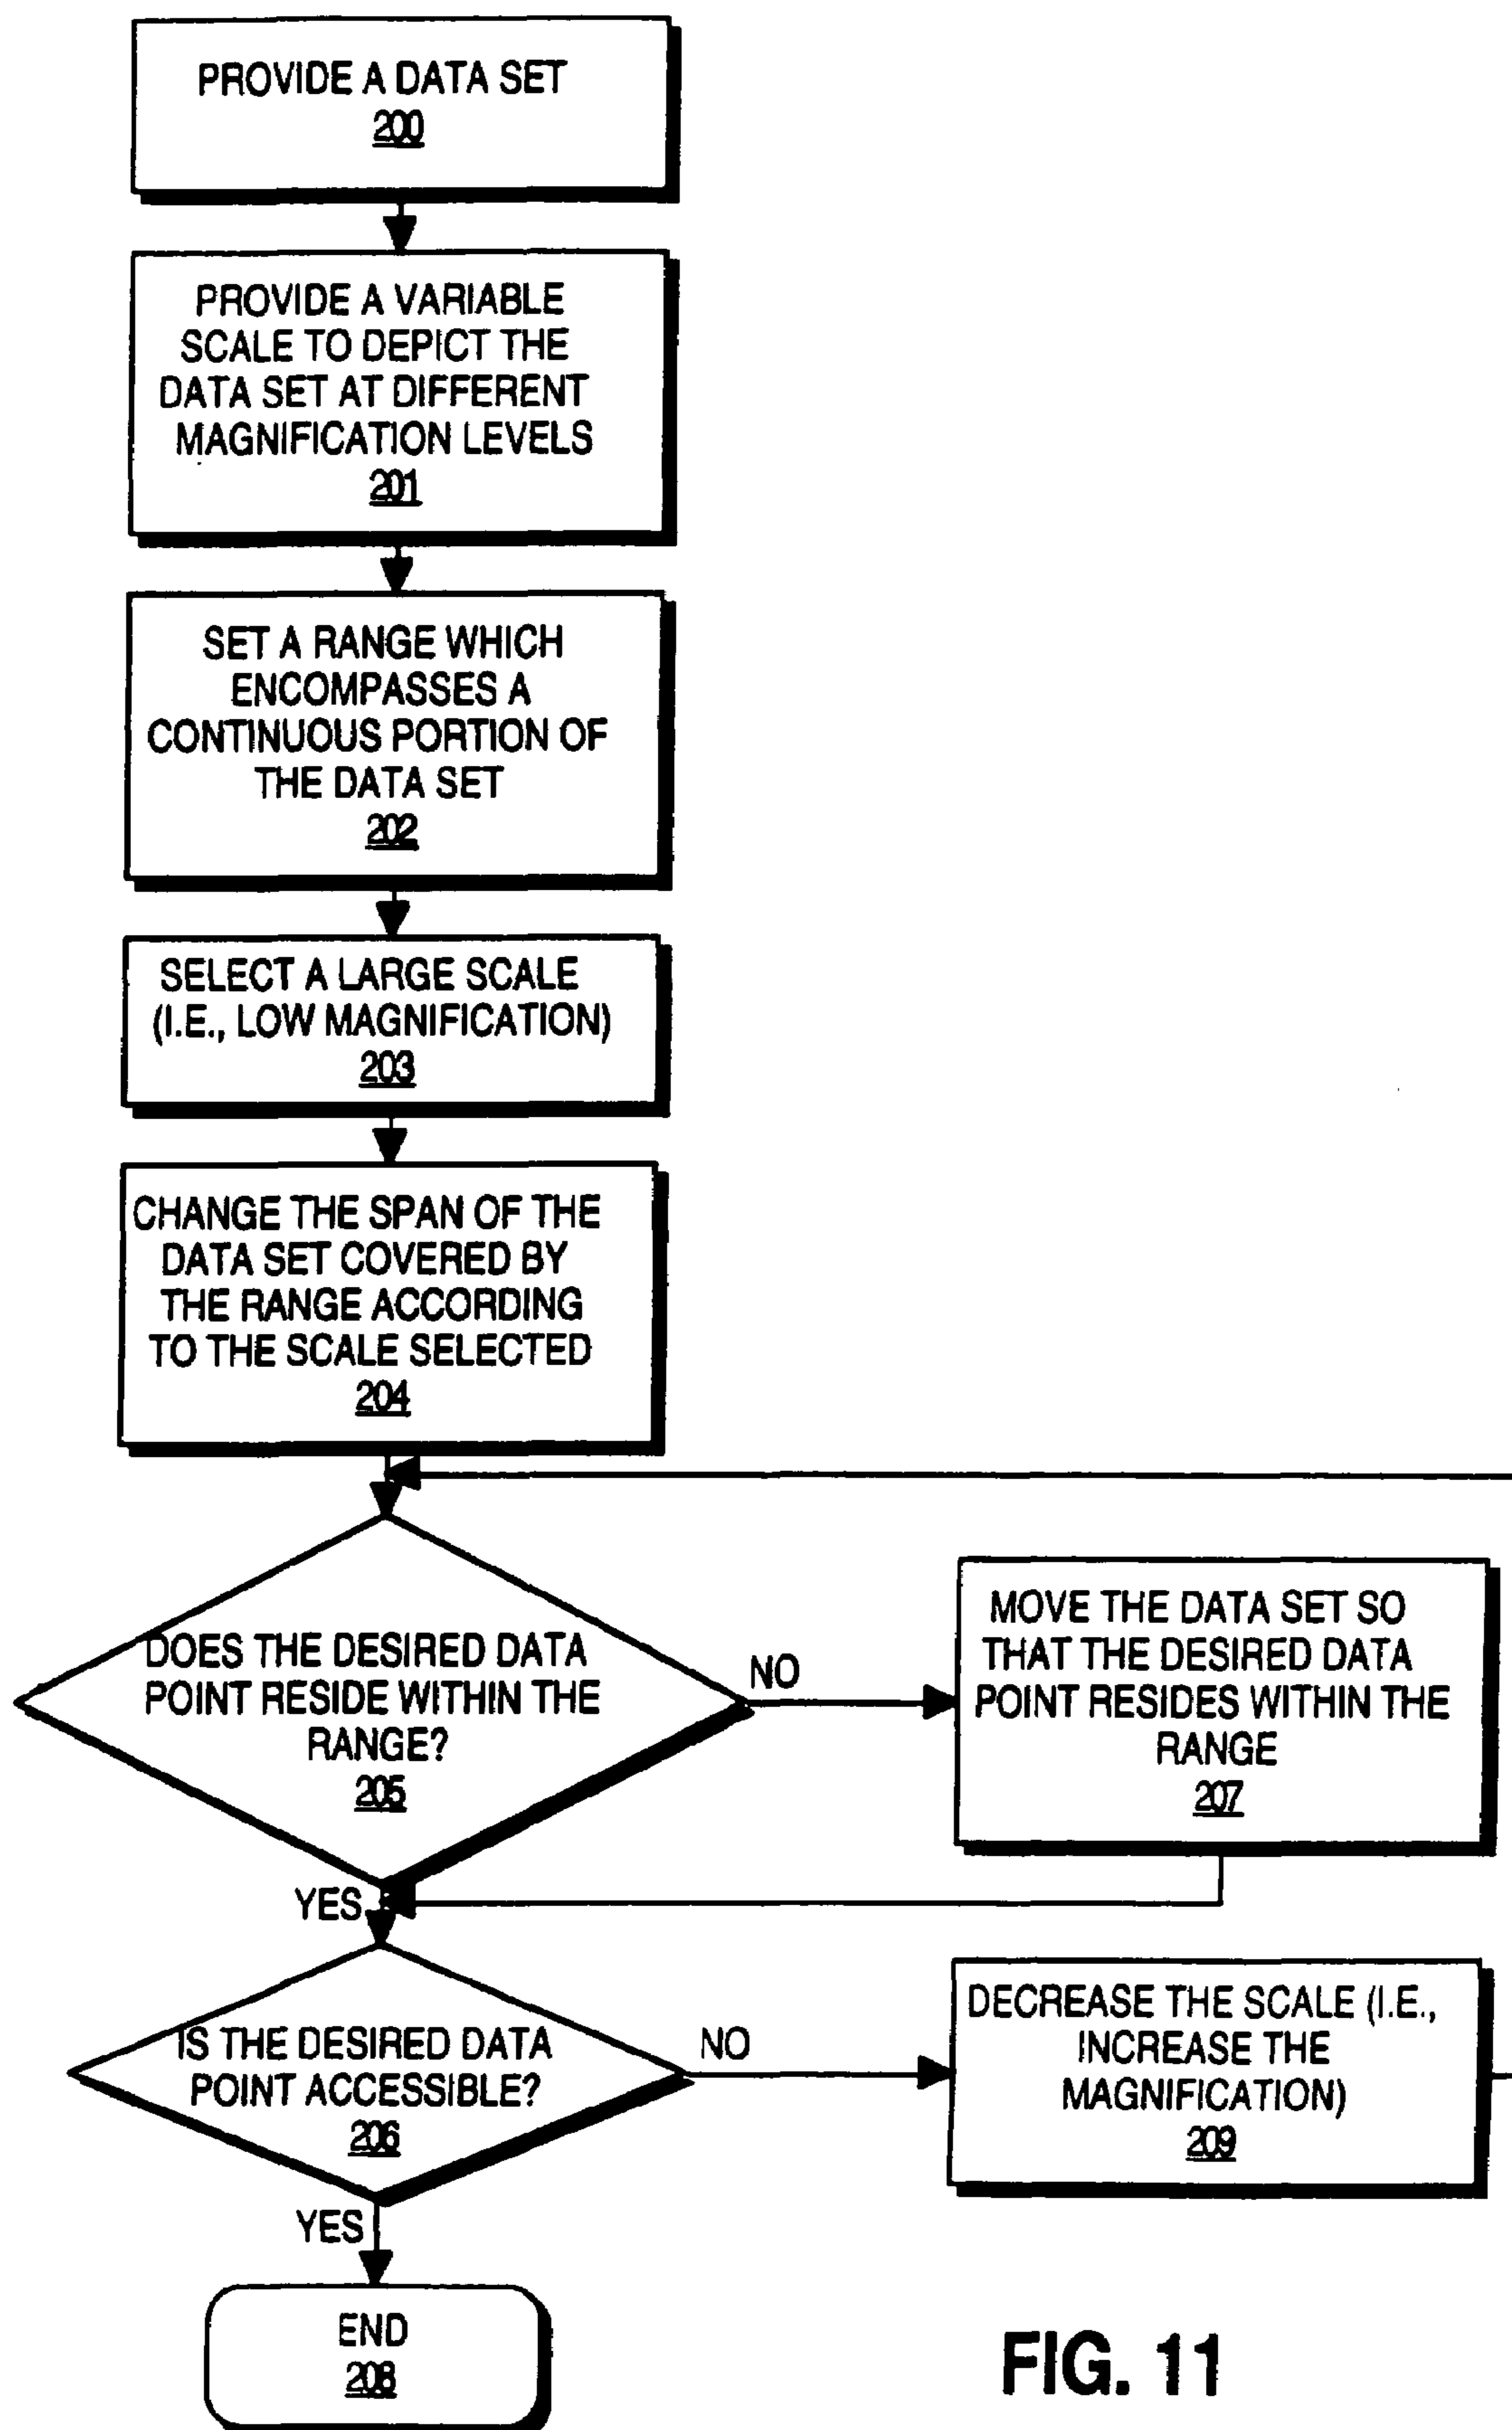 PROVIDE A DATA SET
200
PROVIDE A VARIABLE
SCALE TO DEPICT THE
DATA SET AT DIFFERENT
MAGNIFICATION LEVELS
201
SET A RANGE WHICH
ENCOMPASSES A
CONTINUOUS PORTION OF
THE DATA SET
202
SELECT A LARGE SCALE
(I.E., LOW MAGNIFICATION)
203
CHANGE THE SPAN OF THE
DATA SET COVERED BY
THE RANGE ACCORDING
TO THE SCALE SELECTED
204
DOES THE DESIRED DATA
POINT RESIDE WITHIN THE
RANGE?
205
NO
MOVE THE DATA SET SO
THAT THE DESIRED DATA
POINT RESIDES WITHIN THE
RANGE
207
YES
IS THE DESIRED DATA
POINT ACCESSIBLE?
206
NO
DECREASE THE SCALE (I.E.,
INCREASE THE
MAGNIFICATION)
209
YES
END
208
FIG. 11